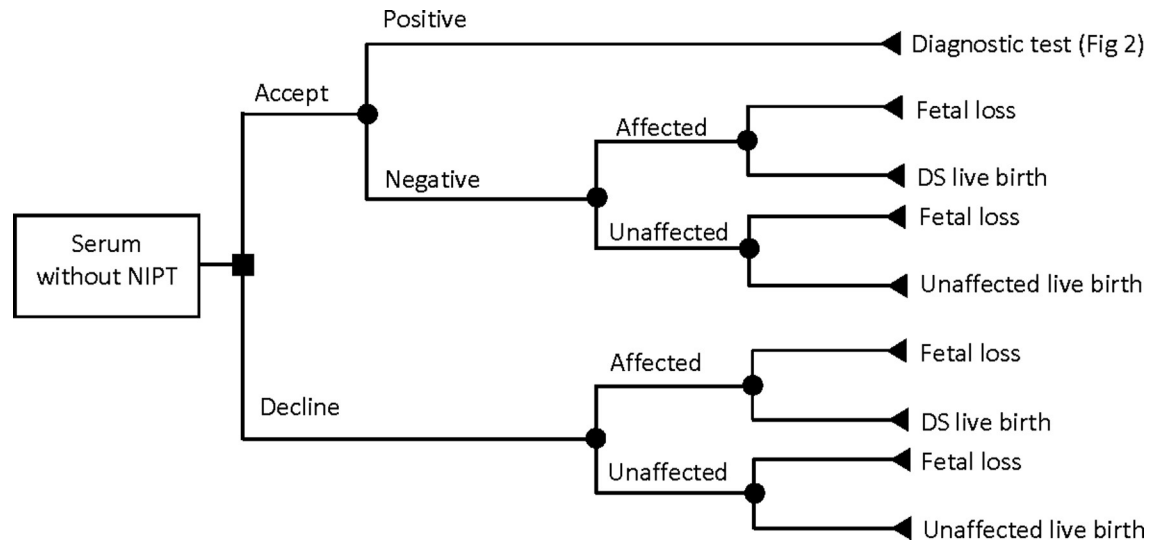 Positive
Diagnostic test (Fig 2)
Accept
Fetal loss
Affected
DS live birth
Negative
Fetal loss
Unaffected
Serum
without NIPT
Unaffected live birth
Fetal loss
Affected
Decline
DS live birth
Fetal loss
Unaffected
Unaffected live birth